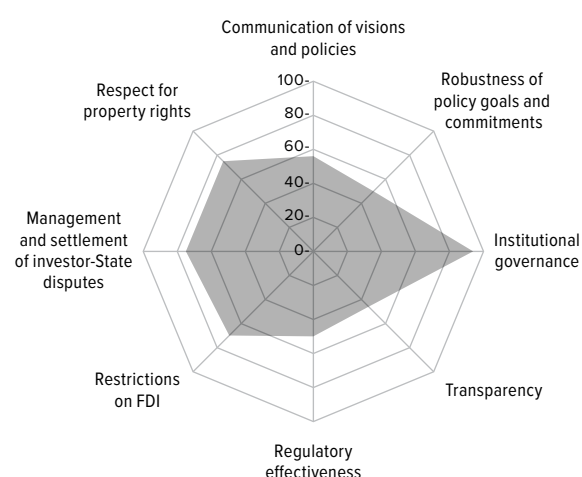 Communication of visions
and policies
Robustness of
policy goals and
commitments
Respect for
property rights
100-
80-
60-
40-
20-
0-
Management
and settlement
of investor-State
disputes
Institutional
governance
Restrictions
on FDI
Transparency
Regulatory
effectiveness